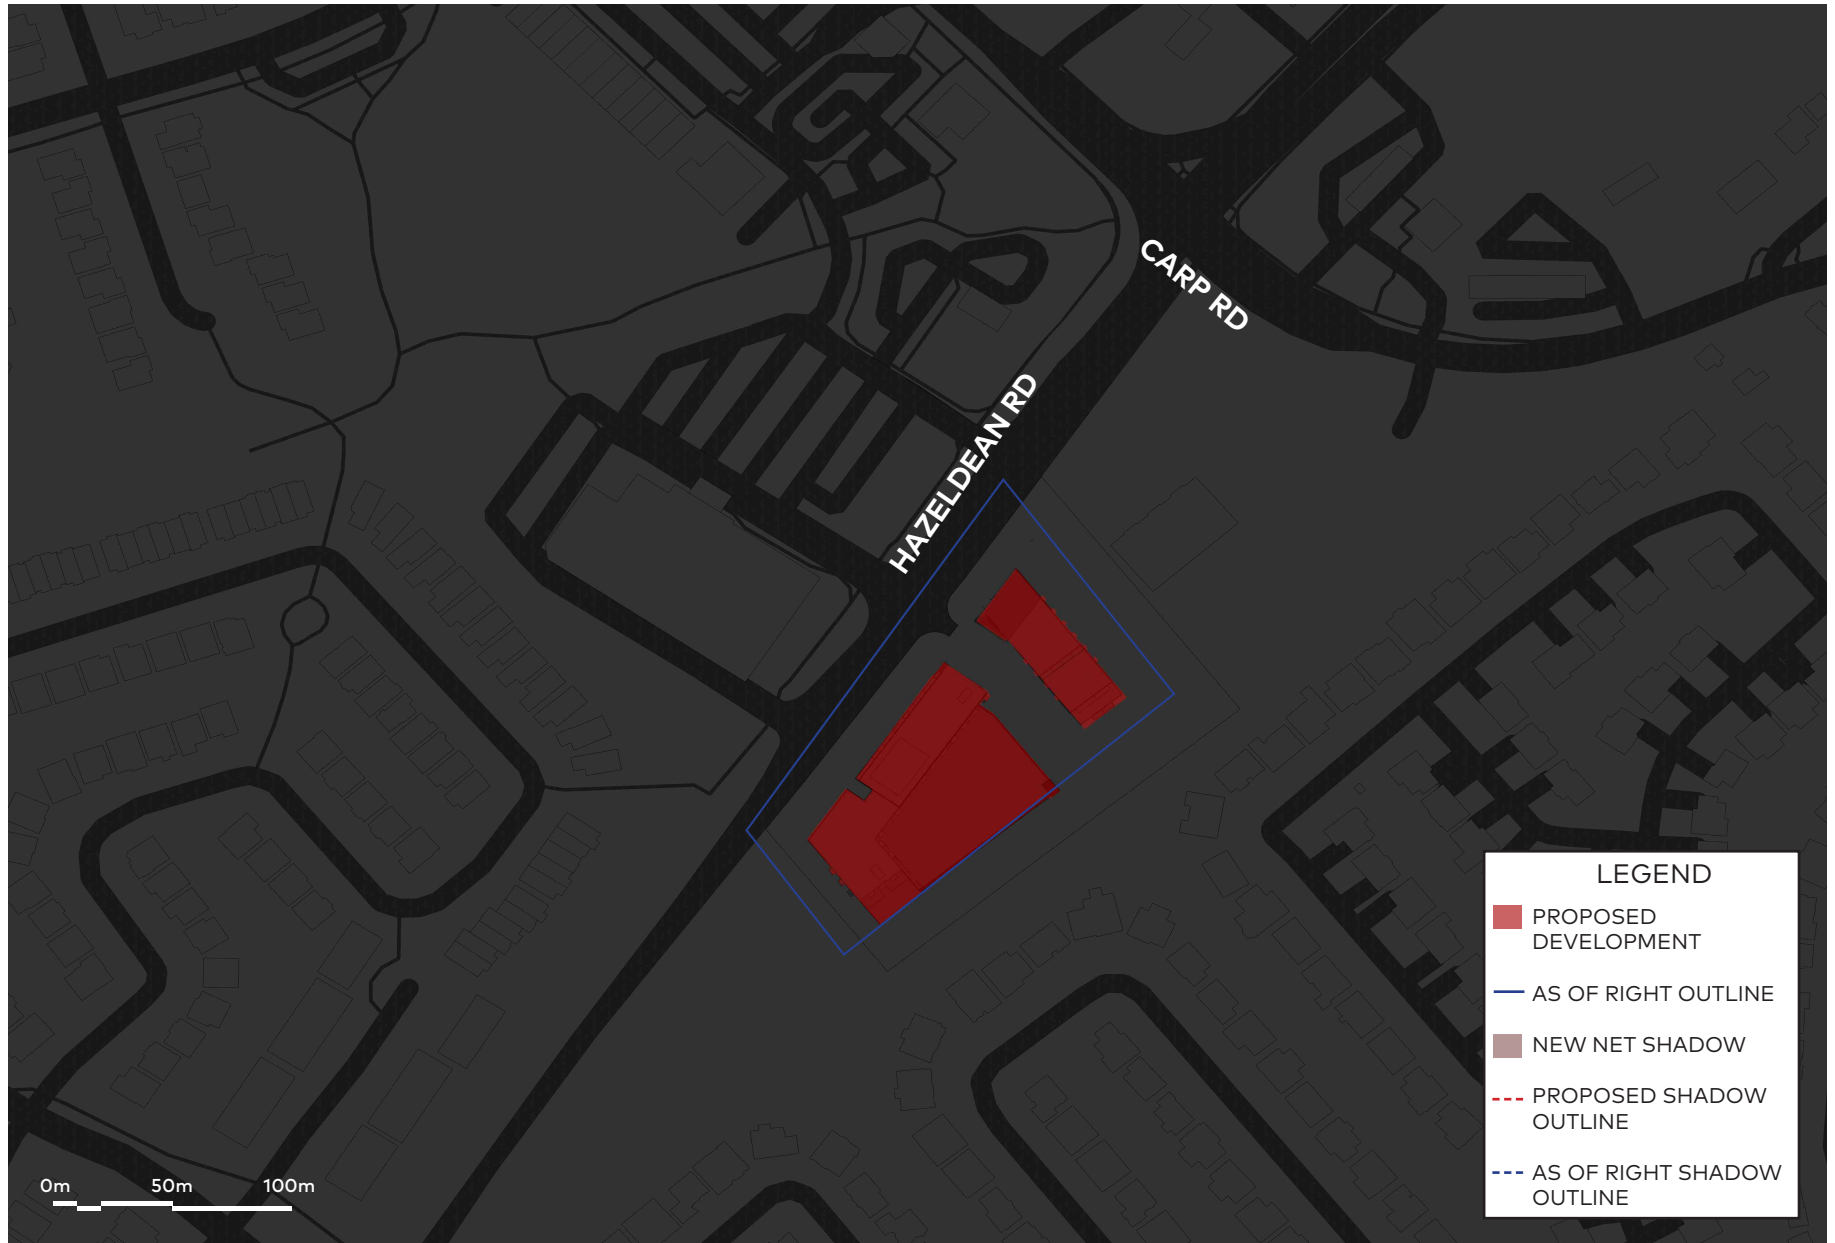 CARP RD
HAZELDEAN RD
LEGEND
PROPOSED
DEVELOPMENT
AS OF RIGHT OUTLINE
NEW NET SHADOW
PROPOSED SHADOW
OUTLINE
AS OF RIGHT SHADOW
OUTLINE
0m 50m 100m